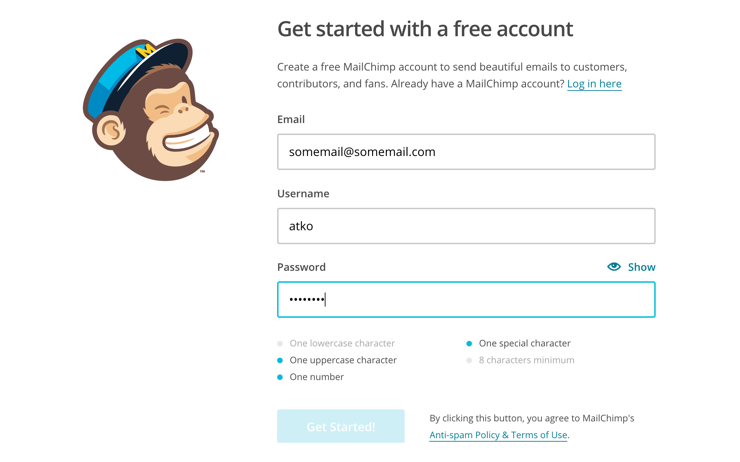 Get started with a free account
Create a free MailChimp account to send beautiful emails to customers,
contributors, and fans. Already have a MailChimp account? Log in here
Email
somemail@somemail.com
Username
atko
Password
Show
••••••••
One lowercase character
One special character
One uppercase character
8 characters minimum
One number
Get Started!
By clicking this button, you agree to MailChimp's
Anti-spam Policy & Terms of Use.
M
™